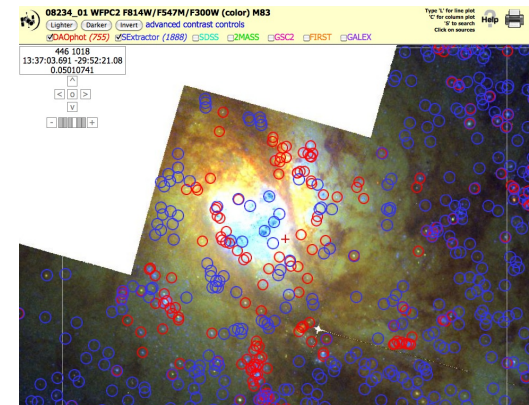 08234_01 WFPC2 F814W/F547M/F300W (color) M83
Lighter Darker Invert advanced contrast controls
DAOphot (755) SExtractor (1888) SDSS 2MASS GSC2 FIRST GALEX
Type 'L' for line plot
'C' for column plot
'S' to search
Click on sources
Help
446 1018
13:37:03.691 -29:52:21.08
0.05010741
^
< o >
v
- +